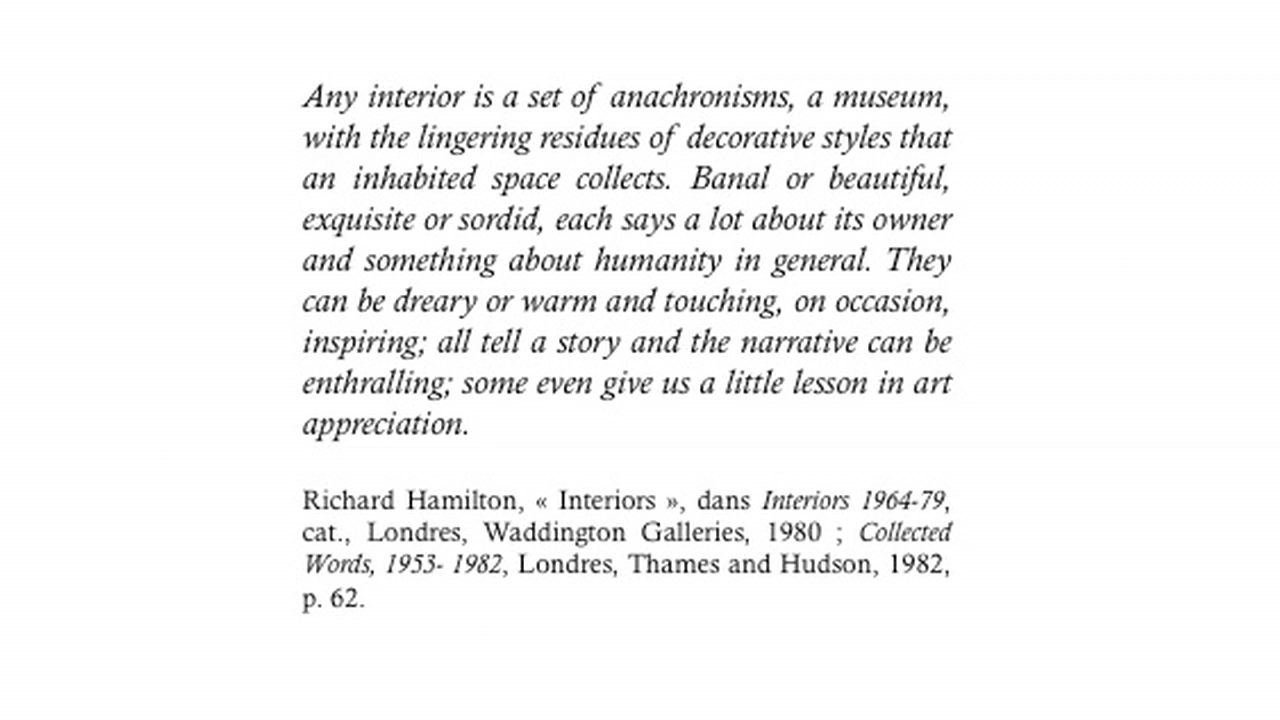 Any interior is a set of anachronisms, a museum,
with the lingering residues of decorative styles that
an inhabited space collects. Banal or beautiful,
exquisite or sordid, each says a lot about its owner
and something about humanity in general. They
can be dreary or warm and touching, on occasion,
inspiring; all tell a story and the narrative can be
enthralling; some even give us a little lesson in art
appreciation.
Richard Hamilton, « Interiors », dans Interiors 1964-79,
cat., Londres, Waddington Galleries, 1980 ; Collected
Words, 1953- 1982, Londres, Thames and Hudson, 1982,
p. 62.